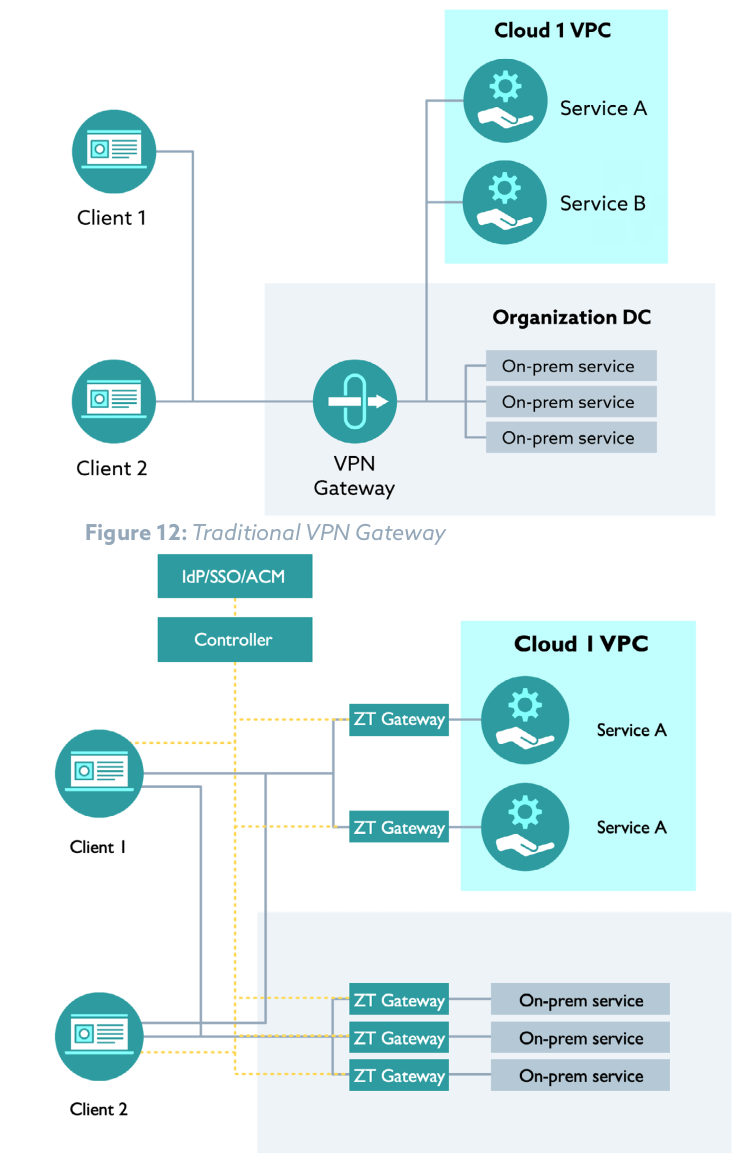 Cloud 1 VPC
Service A
Client 1
Service B
Organization DC
On-prem service
On-prem service
On-prem service
Client 2
VPN
Gateway
Figure 12: Traditional VPN Gateway
IdP/SSO/ACM
Controller
Cloud 1 VPC
ZT Gateway
Service A
ZT Gateway
Service A
Client 1
ZT Gateway
On-prem service
ZT Gateway
On-prem service
ZT Gateway
On-prem service
Client 2